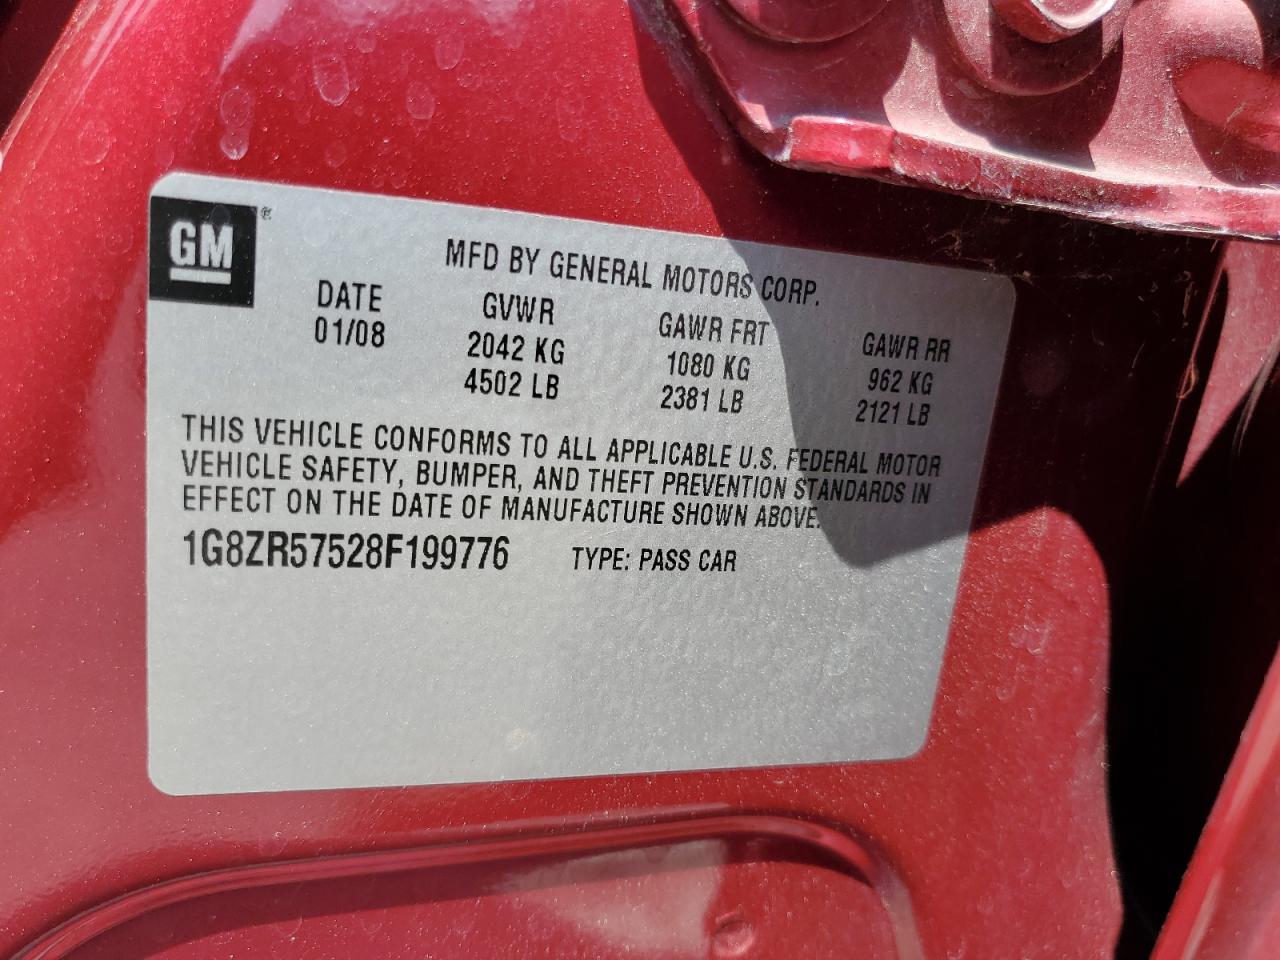 GM ®
MFD BY GENERAL MOTORS CORP.
DATE GVWR GAWR FRT GAWR RR
01/08 2042 KG 1080 KG 962 KG
4502 LB 2381 LB 2121 LB
THIS VEHICLE CONFORMS TO ALL APPLICABLE U.S. FEDERAL MOTOR
VEHICLE SAFETY, BUMPER, AND THEFT PREVENTION STANDARDS IN
EFFECT ON THE DATE OF MANUFACTURE SHOWN ABOVE.
1G8ZR57528F199776 TYPE: PASS CAR